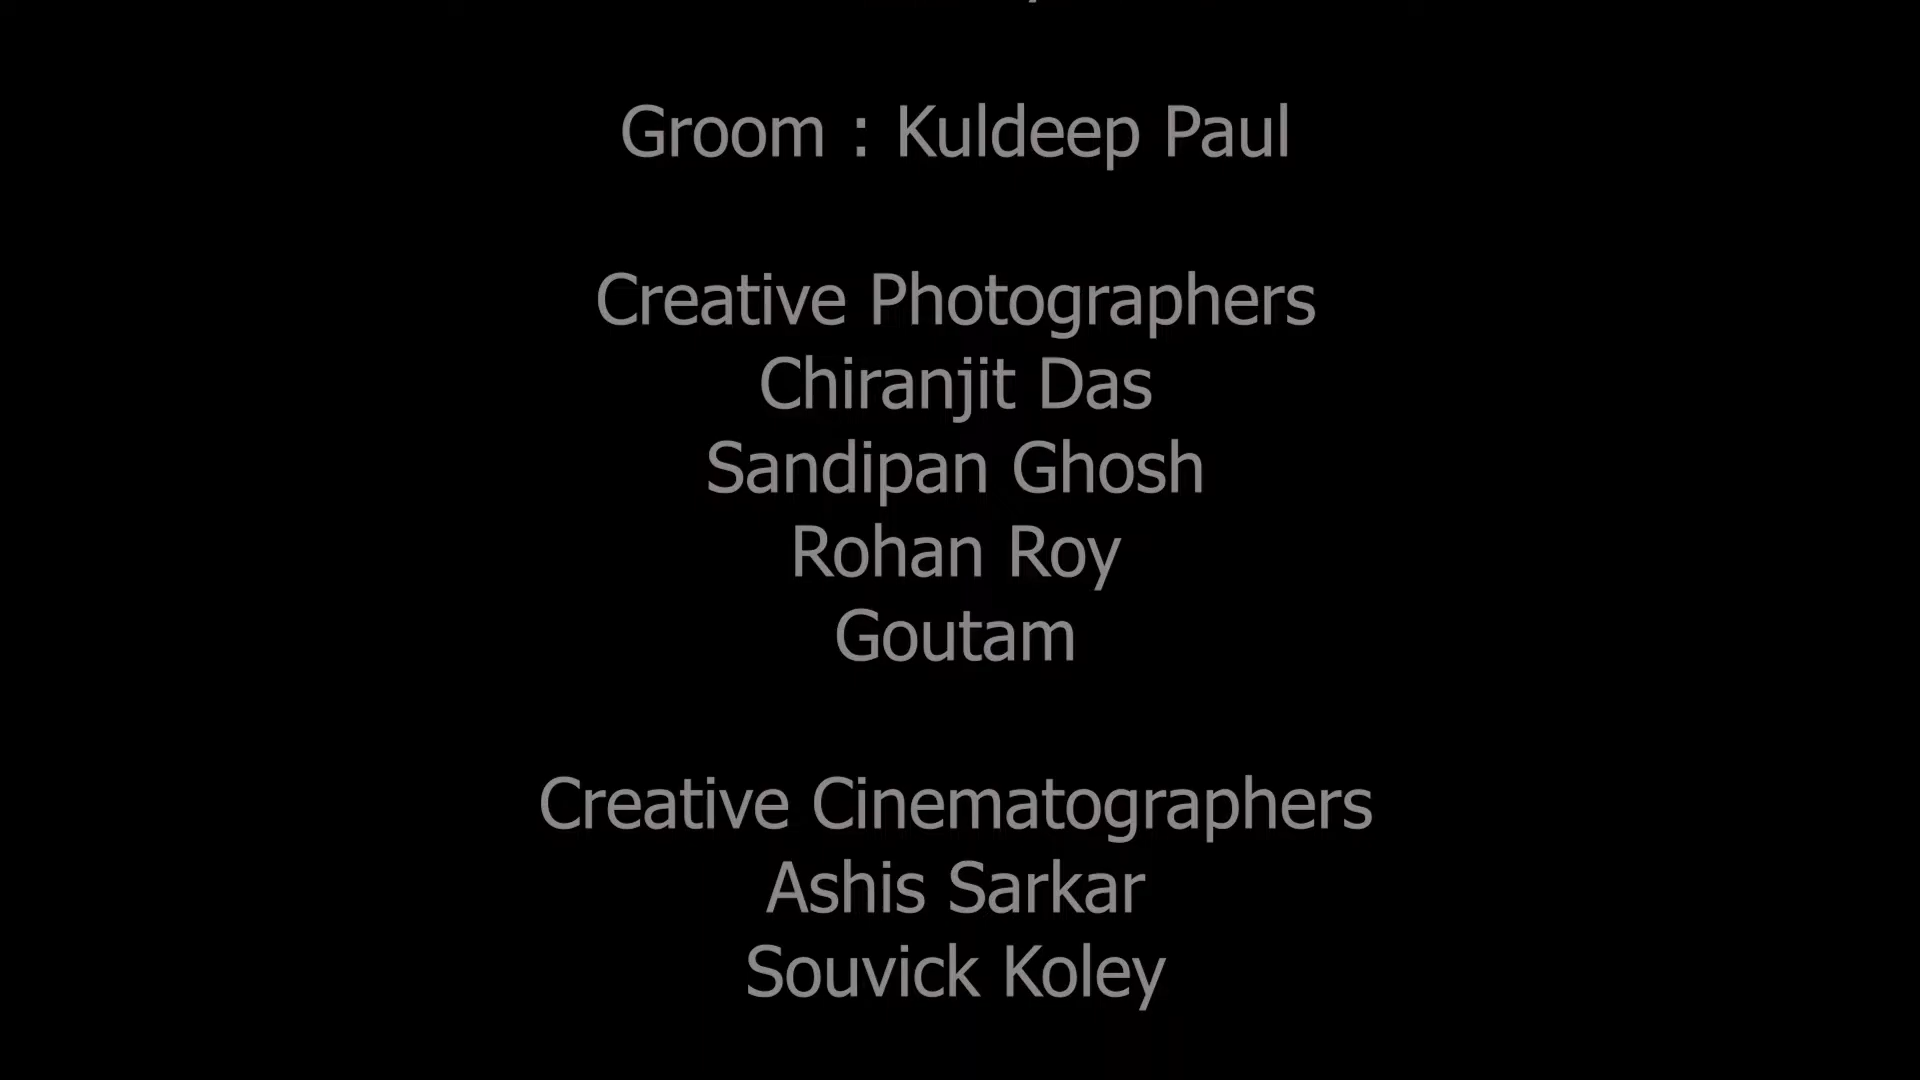 Groom : Kuldeep Paul
Creative Photographers
Chiranjit Das
Sandipan Ghosh
Rohan Roy
Goutam
Creative Cinematographers
Ashis Sarkar
Souvick Koley